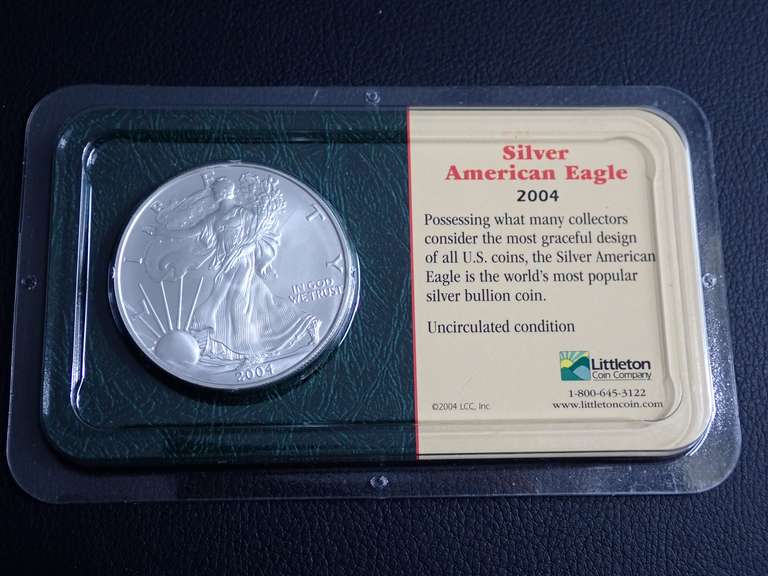 LIBERTY
IN GOD
WE TRUST
2004
Silver
American Eagle
2004
Possessing what many collectors
consider the most graceful design
of all U.S. coins, the Silver American
Eagle is the world's most popular
silver bullion coin.
Uncirculated condition
Littleton
Coin Company
1-800-645-3122
©2004 LCC, Inc.
www.littletoncoin.com